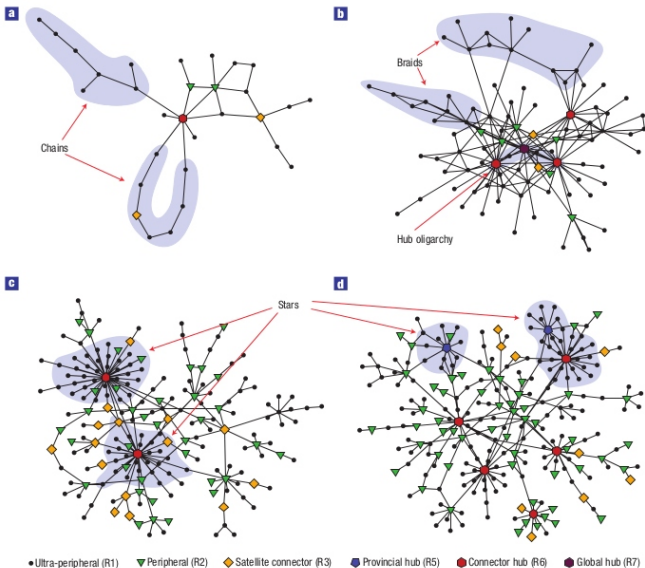 a
b
Braids
Chains
Hub oligarchy
c
d
Stars
Ultra-peripheral (R1) Peripheral (R2) Satellite connector (R3) Provincial hub (R5) Connector hub (R6) Global hub (R7)